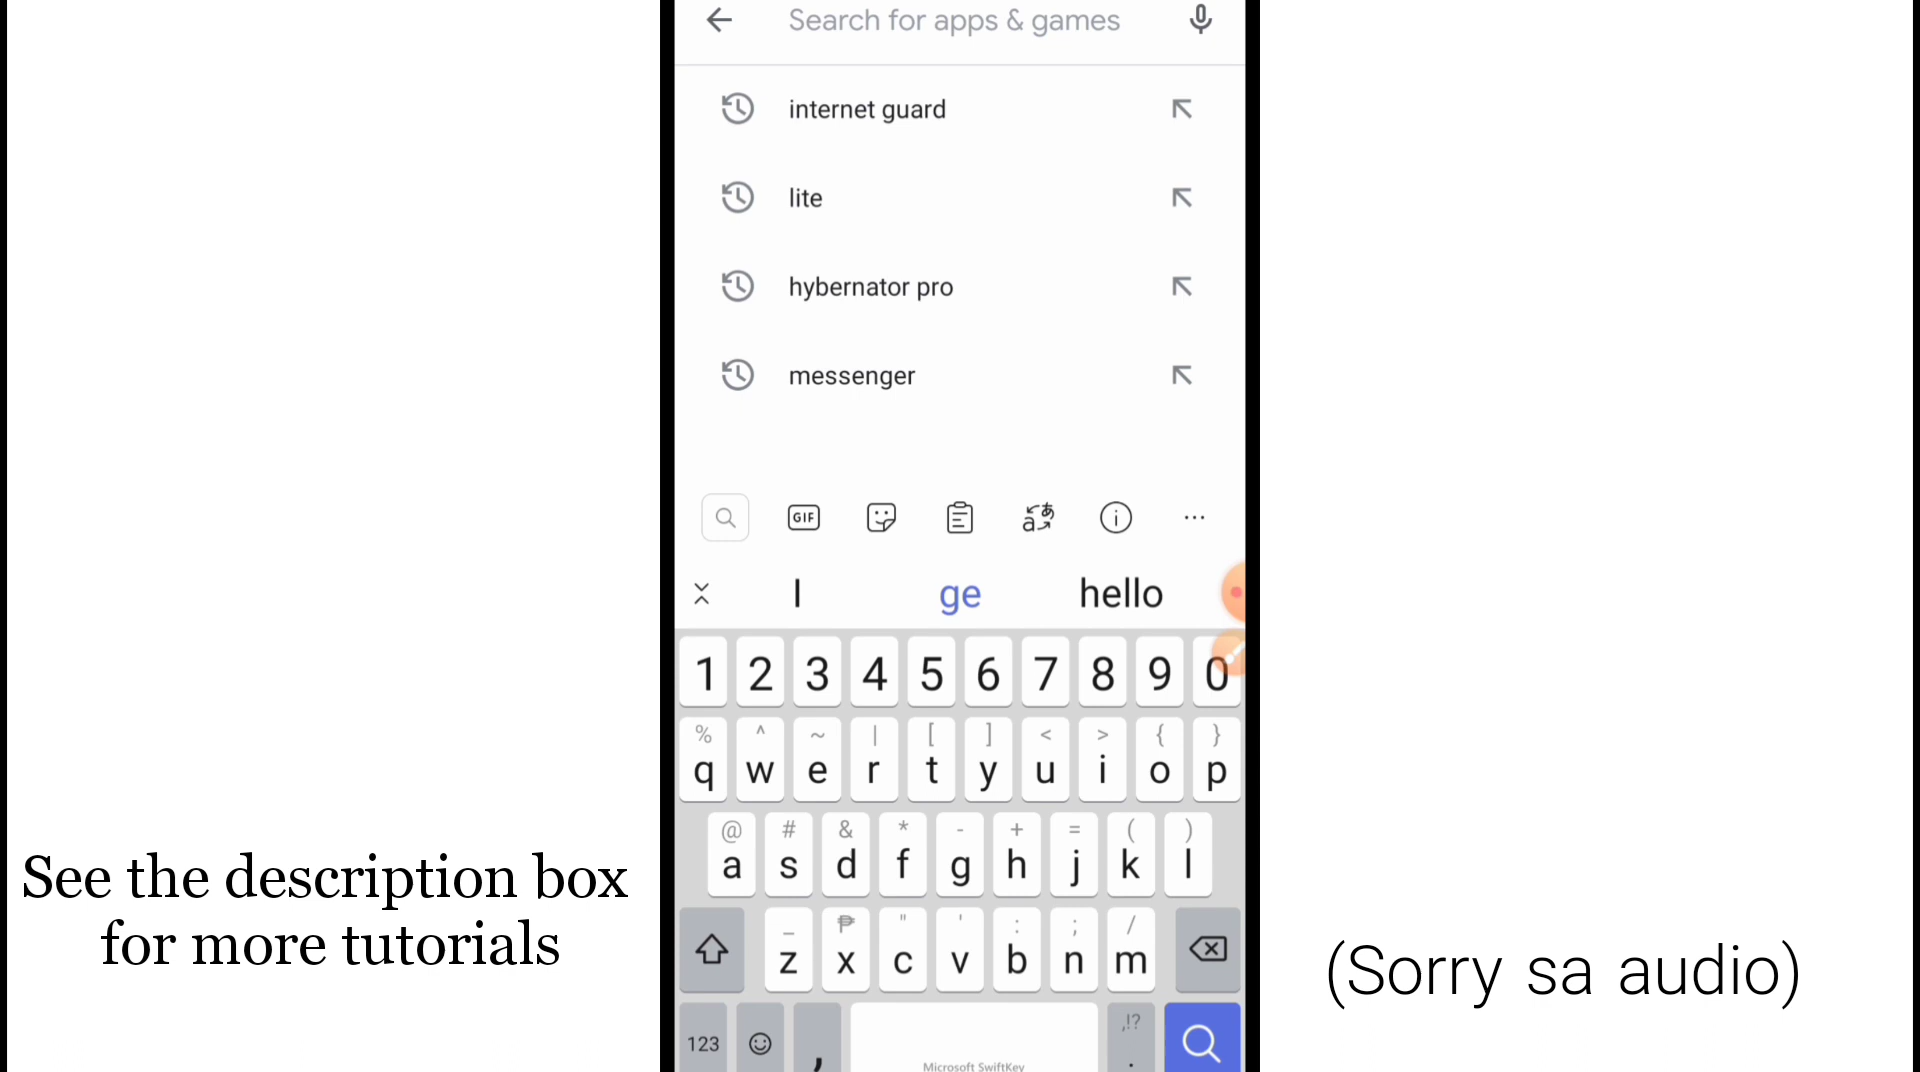 Search for apps & games
internet guard
lite
hybernator pro
messenger
GIF
I ge hello
1 2 3 4 5 6 7 8 9 0
% ^ ~ | [ ] < > { }
q w e r t y u i o p
@ # & * - + = ( )
a s d f g h j k l
_ ₱ " ' : ; /
z x c v b n m
,!?
123 , .
Microsoft SwiftKey
See the description box
for more tutorials
(Sorry sa audio)